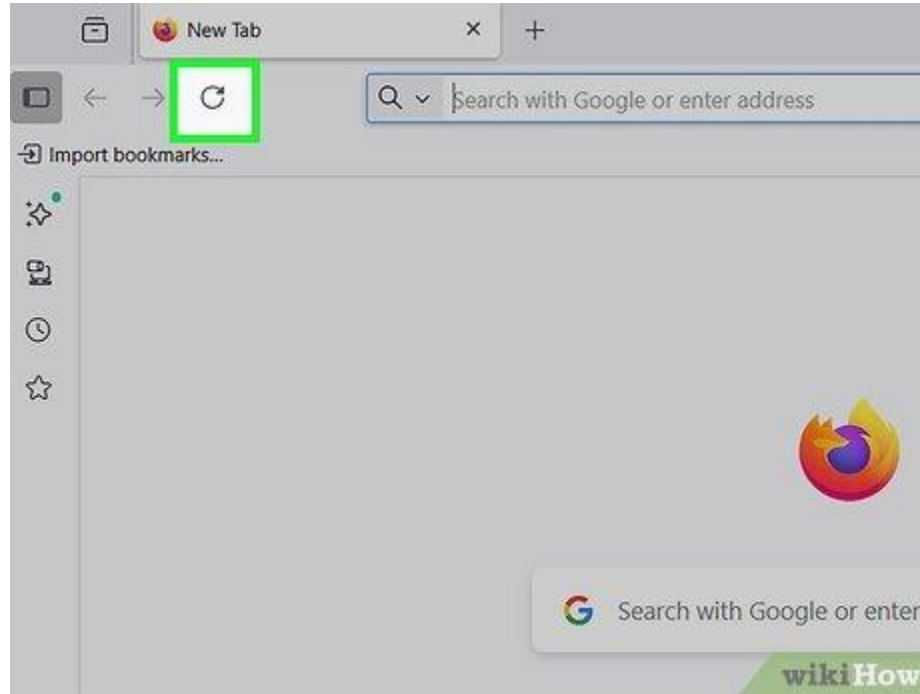 New Tab
Search with Google or enter address
Import bookmarks...
Search with Google or enter
wikiHow